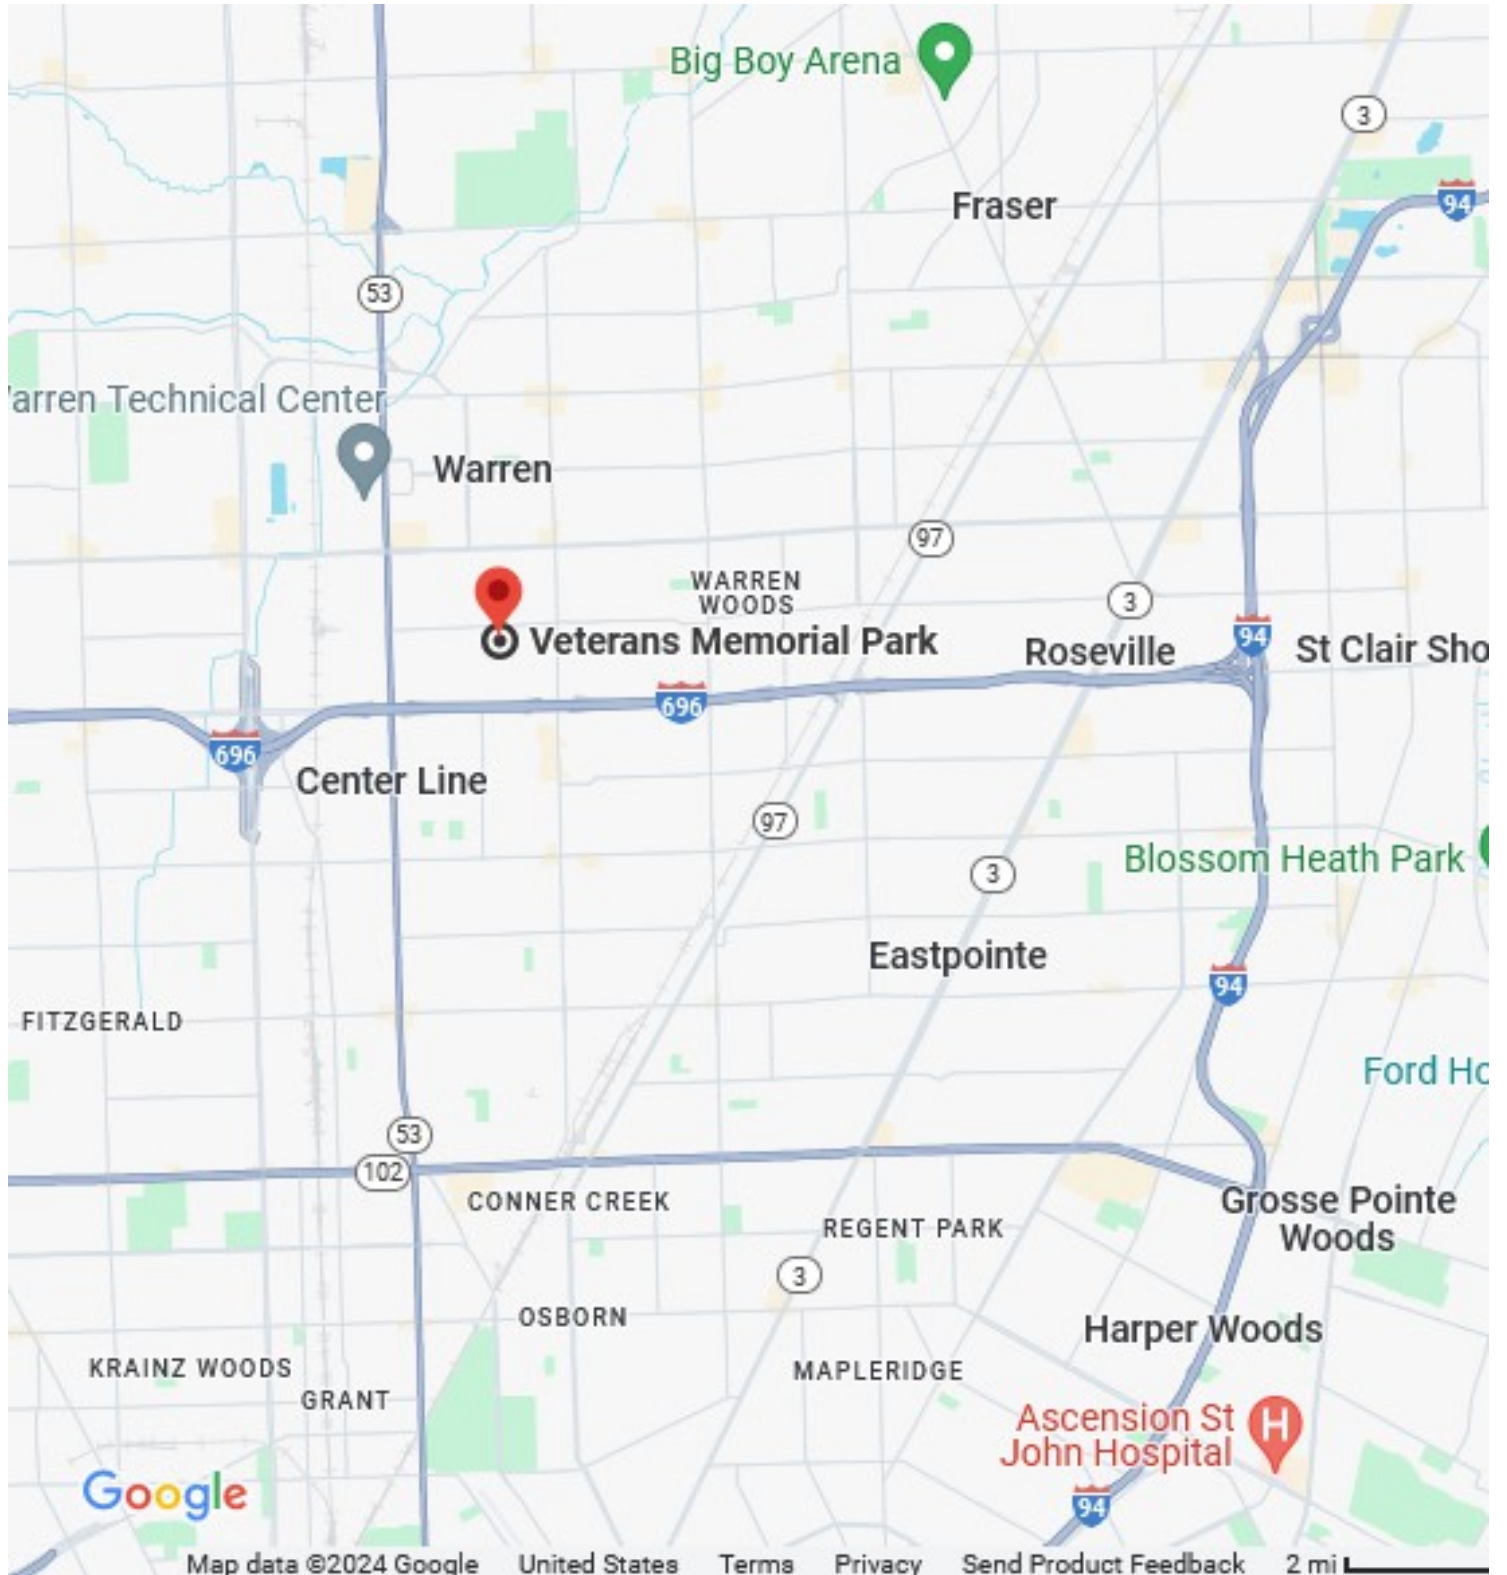 Big Boy Arena
3
Fraser
94
53
arren Technical Center
Warren
97
WARREN
WOODS
3
Veterans Memorial Park
Roseville
94
St Clair Sho
696
696
Center Line
97
Blossom Heath Park
3
Eastpointe
94
FITZGERALD
Ford Ho
53
102
CONNER CREEK
Grosse Pointe
Woods
REGENT PARK
3
OSBORN
Harper Woods
KRAINZ WOODS
MAPLERIDGE
GRANT
Ascension St
John Hospital
H
Google
94
Map data ©2024 Google United States Terms Privacy Send Product Feedback 2 mi